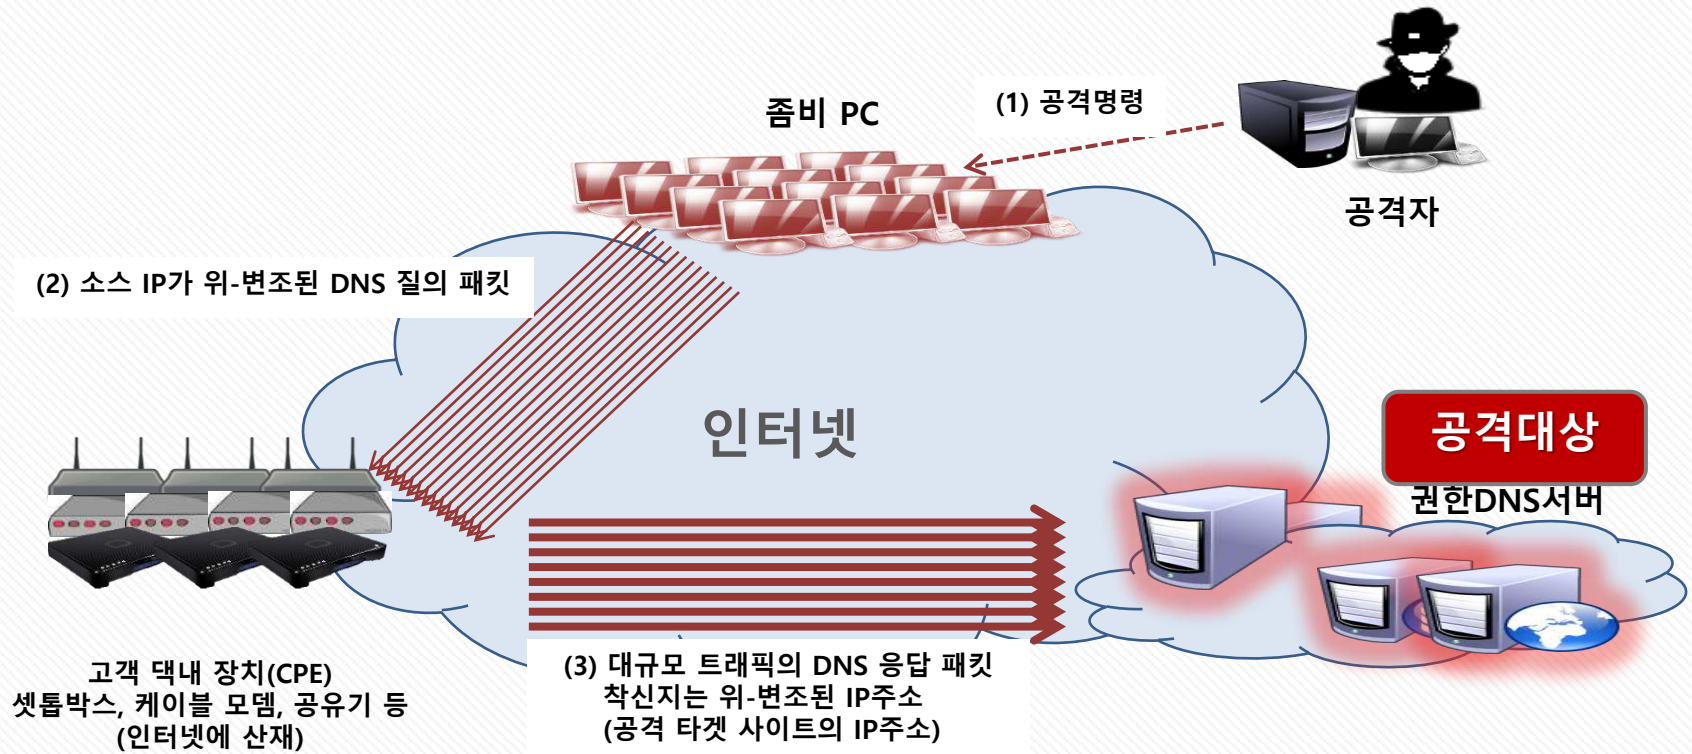 좀비 PC
(1) 공격명령
공격자
(2) 소스 IP가 위-변조된 DNS 질의 패킷
인터넷
공격대상
권한DNS서버
고객 댁내 장치(CPE)
셋톱박스, 케이블 모뎀, 공유기 등
(인터넷에 산재)
(3) 대규모 트래픽의 DNS 응답 패킷
착신지는 위-변조된 IP주소
(공격 타겟 사이트의 IP주소)